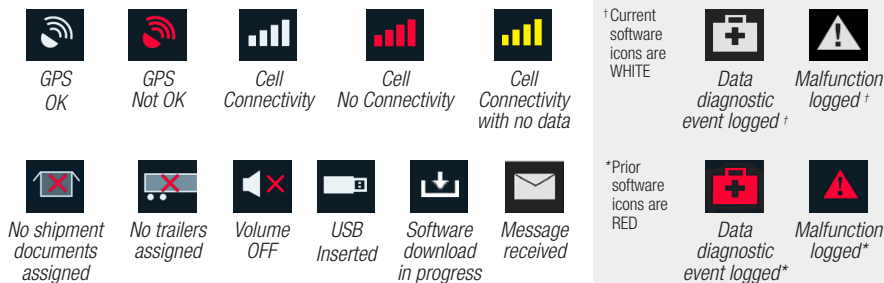 GPS
OK
GPS
Not OK
Cell
Connectivity
Cell
No Connectivity
Cell
Connectivity
with no data
†Current
software
icons are
WHITE
Data
diagnostic
event logged †
Malfunction
logged †
No shipment
documents
assigned
No trailers
assigned
Volume
OFF
USB
Inserted
Software
download
in progress
Message
received
*Prior
software
icons are
RED
Data
diagnostic
event logged*
Malfunction
logged*